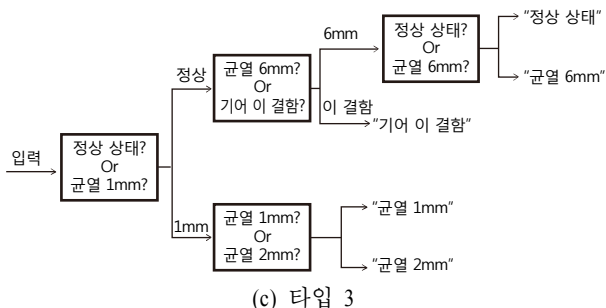 입력
정상 상태?
Or
균열 1mm?
정상
균열 6mm?
Or
기어 이 결함?
6mm
정상 상태?
Or
균열 6mm?
"정상 상태"
"균열 6mm"
이 결함
"기어 이 결함"
1mm
균열 1mm?
Or
균열 2mm?
"균열 1mm"
"균열 2mm"
(c) 타입 3